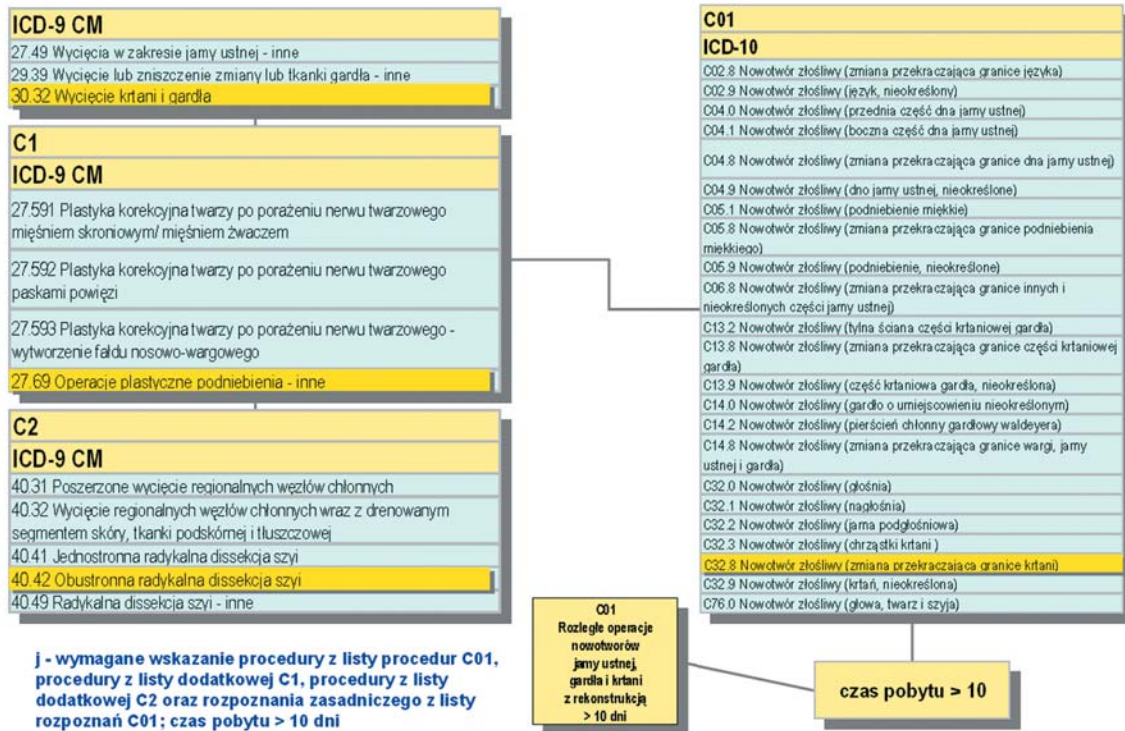 ICD-9 CM
27.49 Wycięcia w zakresie jamy ustnej - inne
29.39 Wycięcie lub zniszczenie zmiany lub tkanki gardła - inne
30.32 Wycięcie krtani i gardła
C1
ICD-9 CM
27.591 Plastyka korekcyjna twarzy po porażeniu nerwu twarzowego
mięśniem skroniowym/ mięśniem żwaczem
27.592 Plastyka korekcyjna twarzy po porażeniu nerwu twarzowego
paskami powięzi
27.593 Plastyka korekcyjna twarzy po porażeniu nerwu twarzowego -
wytworzenie fałdu nosowo-wargowego
27.69 Operacje plastyczne podniebienia - inne
C2
ICD-9 CM
40.31 Poszerzone wycięcie regionalnych węzłów chłonnych
40.32 Wycięcie regionalnych węzłów chłonnych wraz z drenowanym
segmentem skóry, tkanki podskórnej i tłuszczowej
40.41 Jednostronna radykalna dissekcja szyi
40.42 Obustronna radykalna dissekcja szyi
40.49 Radykalna dissekcja szyi - inne
j - wymagane wskazanie procedury z listy procedur C01,
procedury z listy dodatkowej C1, procedury z listy
dodatkowej C2 oraz rozpoznania zasadniczego z listy
rozpoznań C01; czas pobytu > 10 dni
C01
ICD-10
C02.8 Nowotwór złośliwy (zmiana przekraczająca granice języka)
C02.9 Nowotwór złośliwy (język, nieokreślony)
C04.0 Nowotwór złośliwy (przednia część dna jamy ustnej)
C04.1 Nowotwór złośliwy (boczna część dna jamy ustnej)
C04.8 Nowotwór złośliwy (zmiana przekraczająca granice dna jamy ustnej)
C04.9 Nowotwór złośliwy (dno jamy ustnej, nieokreślone)
C05.1 Nowotwór złośliwy (podniebienie miękkie)
C05.8 Nowotwór złośliwy (zmiana przekraczająca granice podniebienia
miękkiego)
C05.9 Nowotwór złośliwy (podniebienie, nieokreślone)
C06.8 Nowotwór złośliwy (zmiana przekraczająca granice innych i
nieokreślonych części jamy ustnej)
C13.2 Nowotwór złośliwy (tylna ściana części krtaniowej gardła)
C13.8 Nowotwór złośliwy (zmiana przekraczająca granice części krtaniowej
gardła)
C13.9 Nowotwór złośliwy (część krtaniowa gardła, nieokreślona)
C14.0 Nowotwór złośliwy (gardło o umiejscowieniu nieokreślonym)
C14.2 Nowotwór złośliwy (pierścień chłonny gardłowy waldeyera)
C14.8 Nowotwór złośliwy (zmiana przekraczająca granice wargi, jamy
ustnej i gardła)
C32.0 Nowotwór złośliwy (głośnia)
C32.1 Nowotwór złośliwy (nagłośnia)
C32.2 Nowotwór złośliwy (jama podgłośniowa)
C32.3 Nowotwór złośliwy (chrząstki krtani )
C32.8 Nowotwór złośliwy (zmiana przekraczająca granice krtani)
C32.9 Nowotwór złośliwy (krtań, nieokreślona)
C76.0 Nowotwór złośliwy (głowa, twarz i szyja)
C01
Rozległe operacje
nowotworów
jamy ustnej,
gardła i krtani
z rekonstrukcją
> 10 dni
czas pobytu > 10